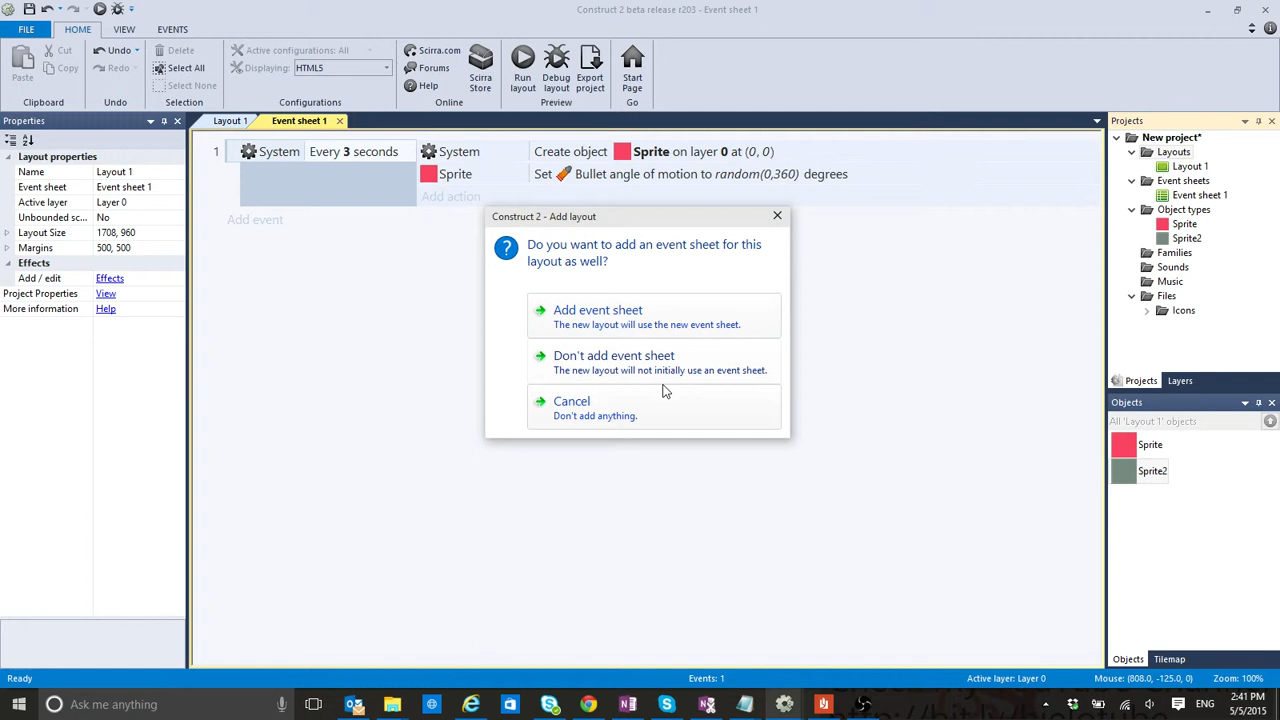 Construct 2 beta release r203 - Event sheet 1
FILE
HOME
VIEW
EVENTS
Paste
Cut
Copy
Clipboard
Undo
Redo
Undo
Delete
Select All
Select None
Selection
Active configurations: All
Displaying:
HTML5
Configurations
Scirra.com
Forums
Help
Online
Scirra Store
Run layout
Debug layout
Export project
Preview
Start Page
Go
Properties
Layout properties
Name Layout 1
Event sheet Event sheet 1
Active layer Layer 0
Unbounded sc... No
Layout Size 1708, 960
Margins 500, 500
Effects
Add / edit Effects
Project Properties View
More information Help
Layout 1
Event sheet 1
1 System Every 3 seconds System Create object Sprite on layer 0 at (0, 0)
Sprite Set Bullet angle of motion to random(0,360) degrees
Add action
Add event
Construct 2 - Add layout
Do you want to add an event sheet for this
layout as well?
Add event sheet
The new layout will use the new event sheet.
Don't add event sheet
The new layout will not initially use an event sheet.
Cancel
Don't add anything.
Projects
New project*
Layouts
Layout 1
Event sheets
Event sheet 1
Object types
Sprite
Sprite2
Families
Sounds
Music
Files
Icons
Projects
Layers
Objects
All 'Layout 1' objects
Sprite
Sprite2
Objects
Tilemap
Ready
Events: 1
Active layer: Layer 0
Mouse: (808.0, -125.0, 0)
Zoom: 100%
Ask me anything
ENG
2:41 PM
5/5/2015